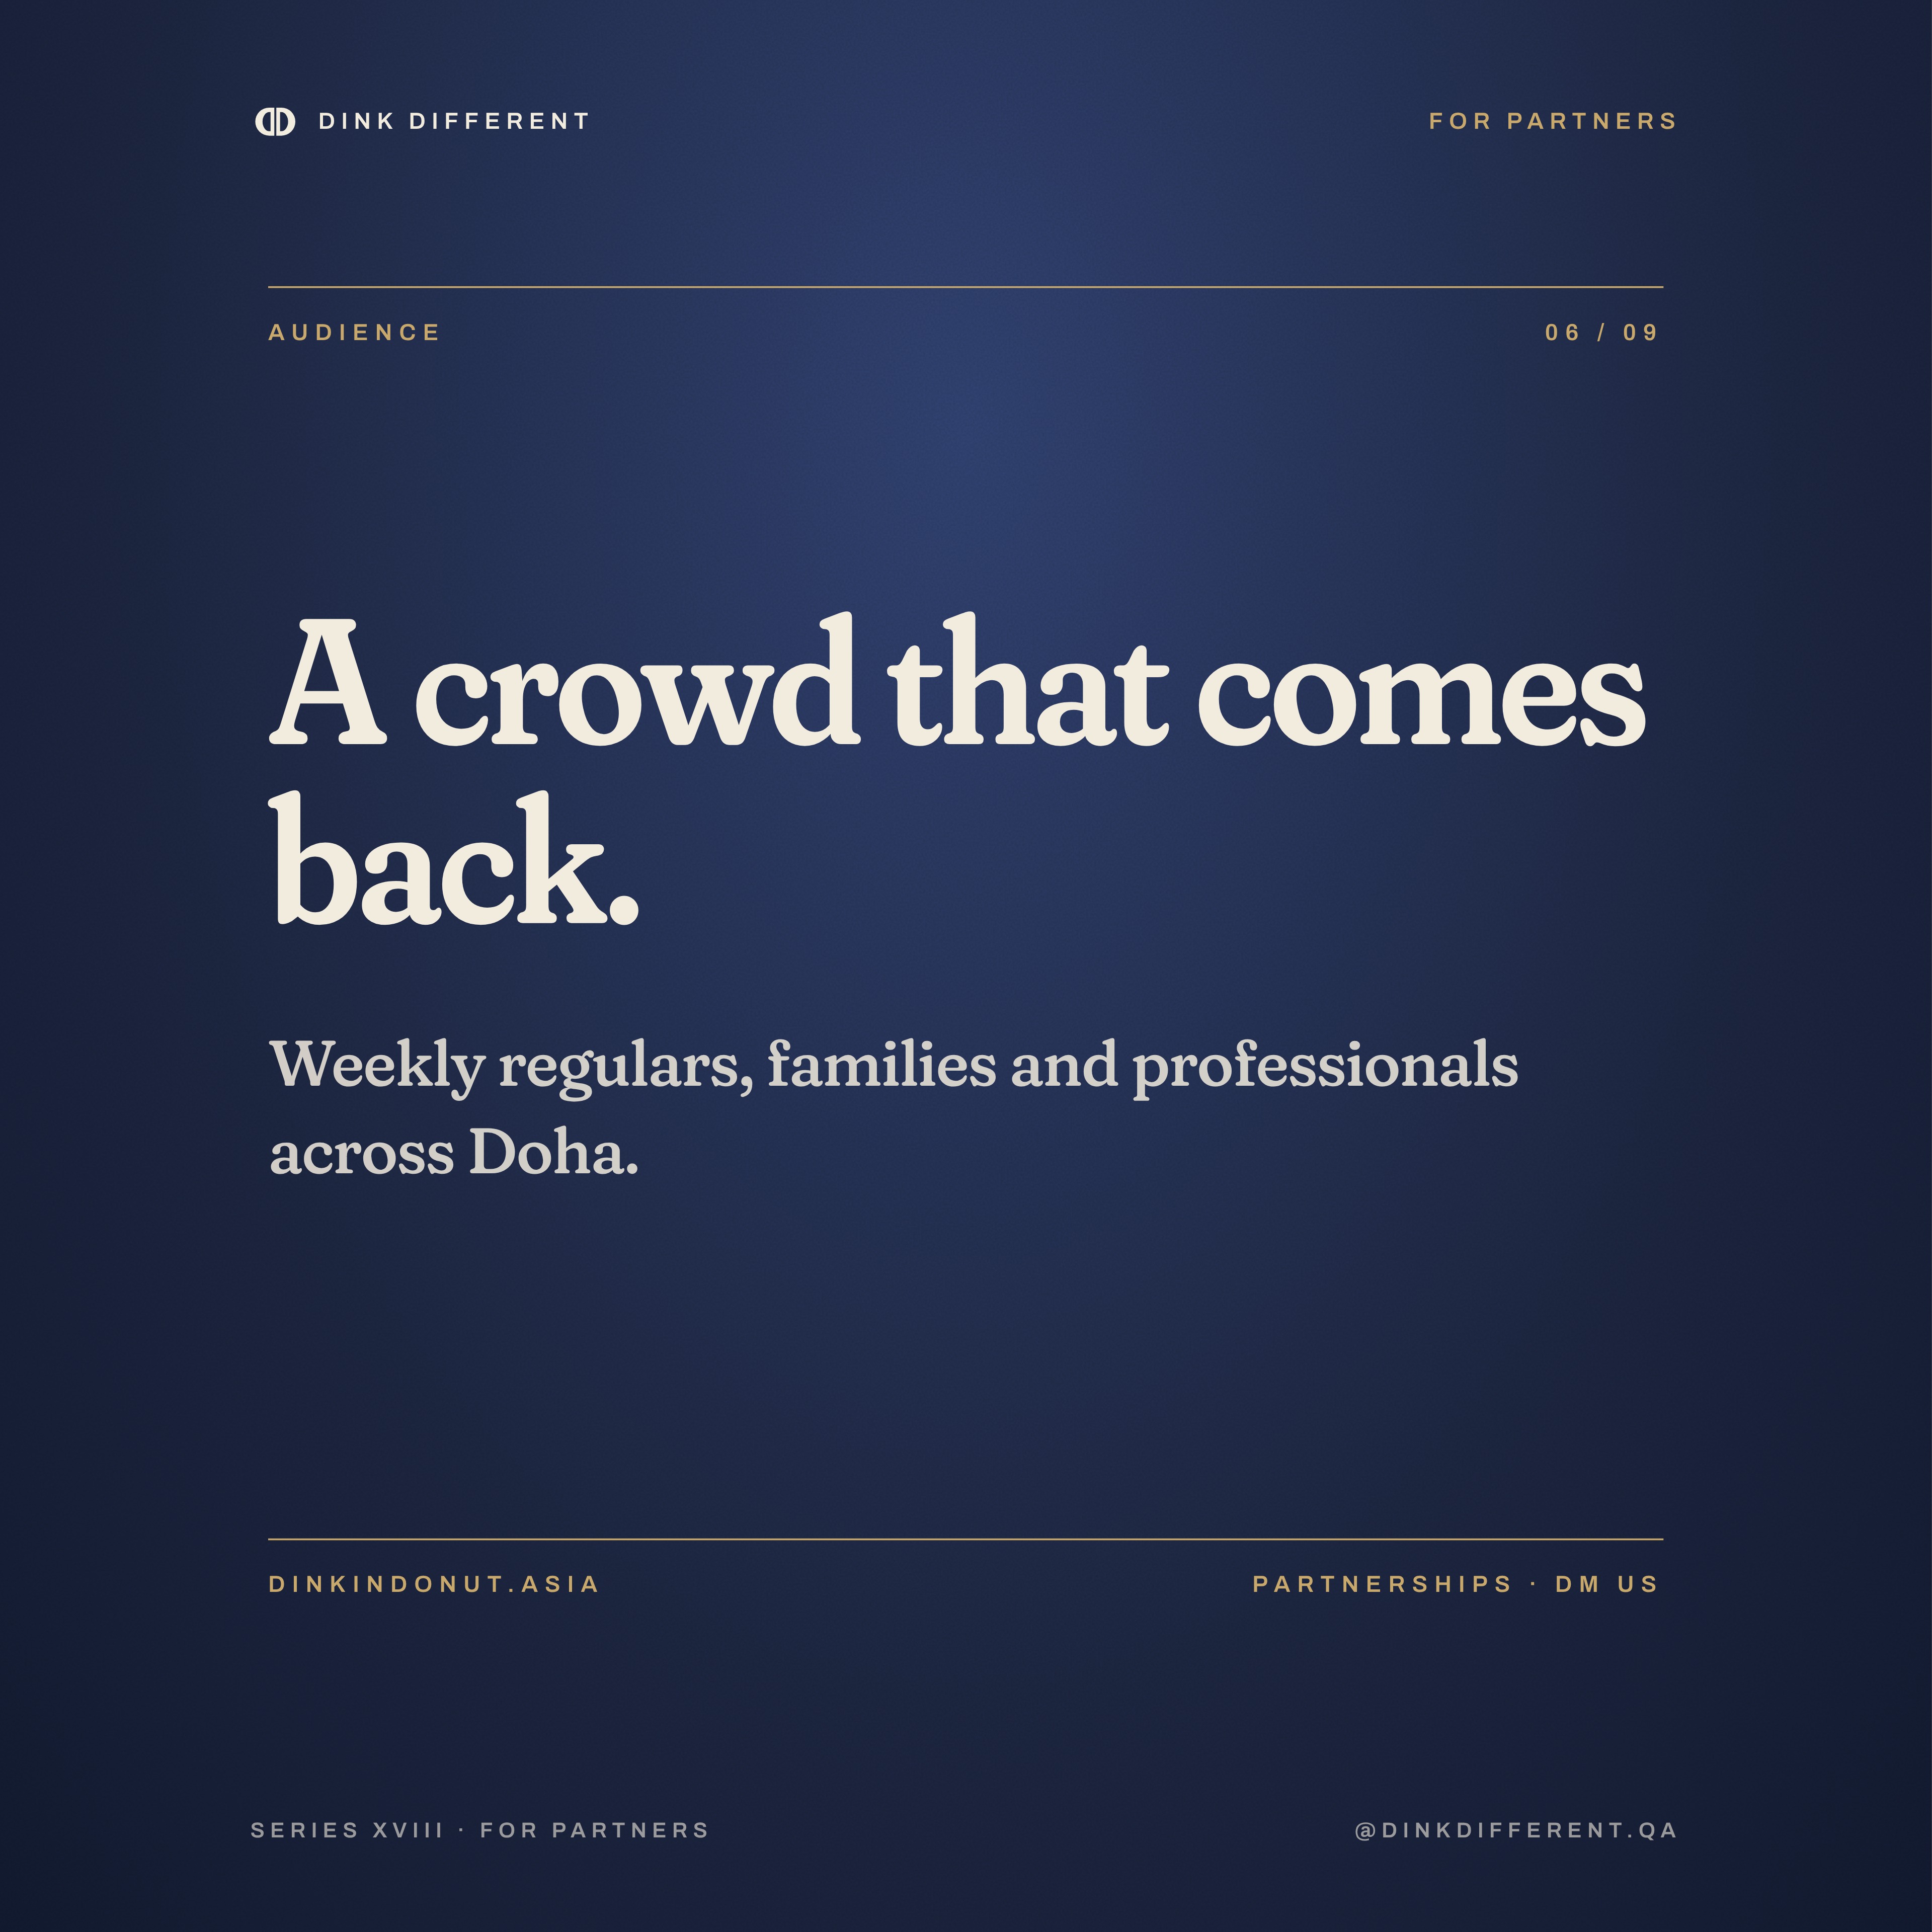 DINK DIFFERENT
FOR PARTNERS
AUDIENCE
06 / 09
A crowd that comes
back.
Weekly regulars, families and professionals
across Doha.
DINKINDONUT.ASIA
PARTNERSHIPS · DM US
SERIES XVIII · FOR PARTNERS
@DINKDIFFERENT.QA